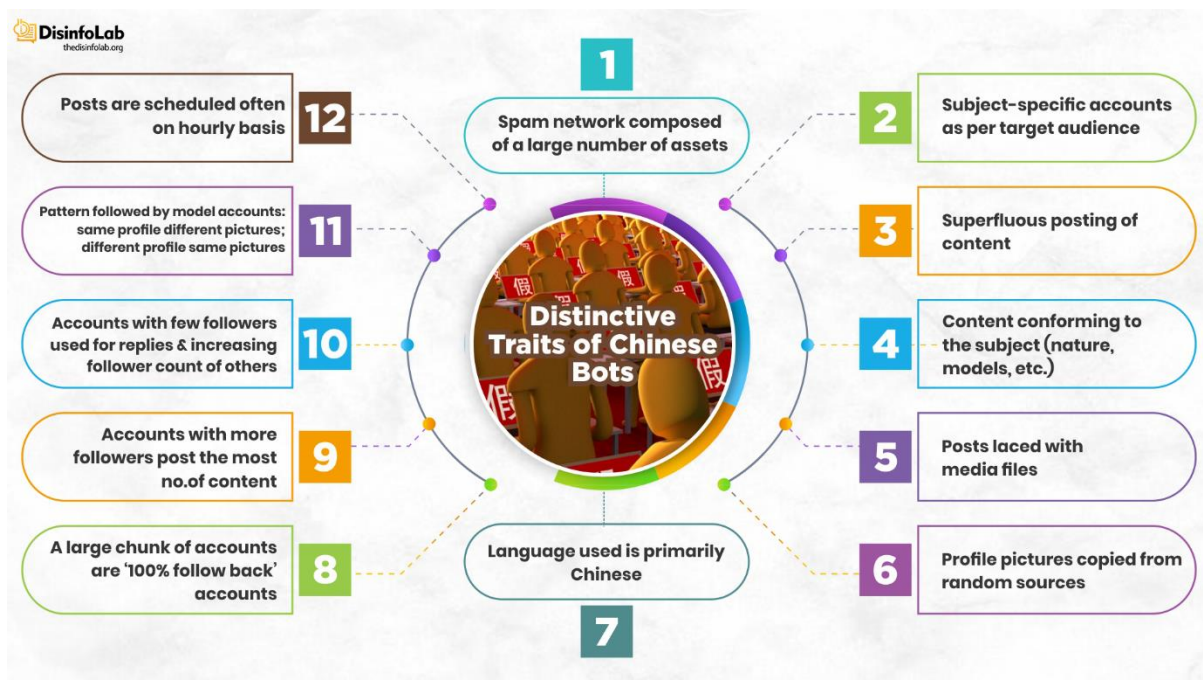 DisinfoLab
thedisinfolab.org
1
Spam network composed
of a large number of assets
2
Subject-specific accounts
as per target audience
3
Superfluous posting of
content
4
Content conforming to
the subject (nature,
models, etc.)
5
Posts laced with
media files
6
Profile pictures copied from
random sources
7
Language used is primarily
Chinese
8
A large chunk of accounts
are ‘100% follow back’
accounts
9
Accounts with more
followers post the most
no.of content
10
Accounts with few followers
used for replies & increasing
follower count of others
11
Pattern followed by model accounts:
same profile different pictures;
different profile same pictures
12
Posts are scheduled often
on hourly basis
Distinctive
Traits of Chinese
Bots
假
假
假
假
假